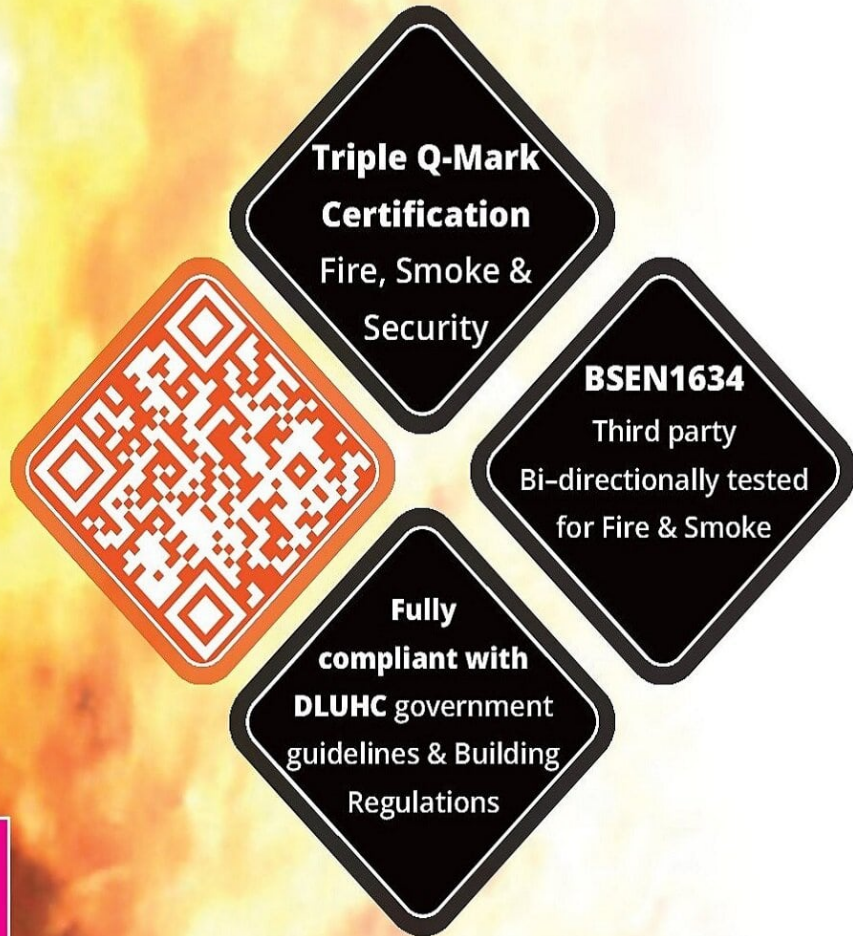 Triple Q-Mark
Certification
Fire, Smoke &
Security
BSEN1634
Third party
Bi–directionally tested
for Fire & Smoke
Fully
compliant with
DLUHC government
guidelines & Building
Regulations